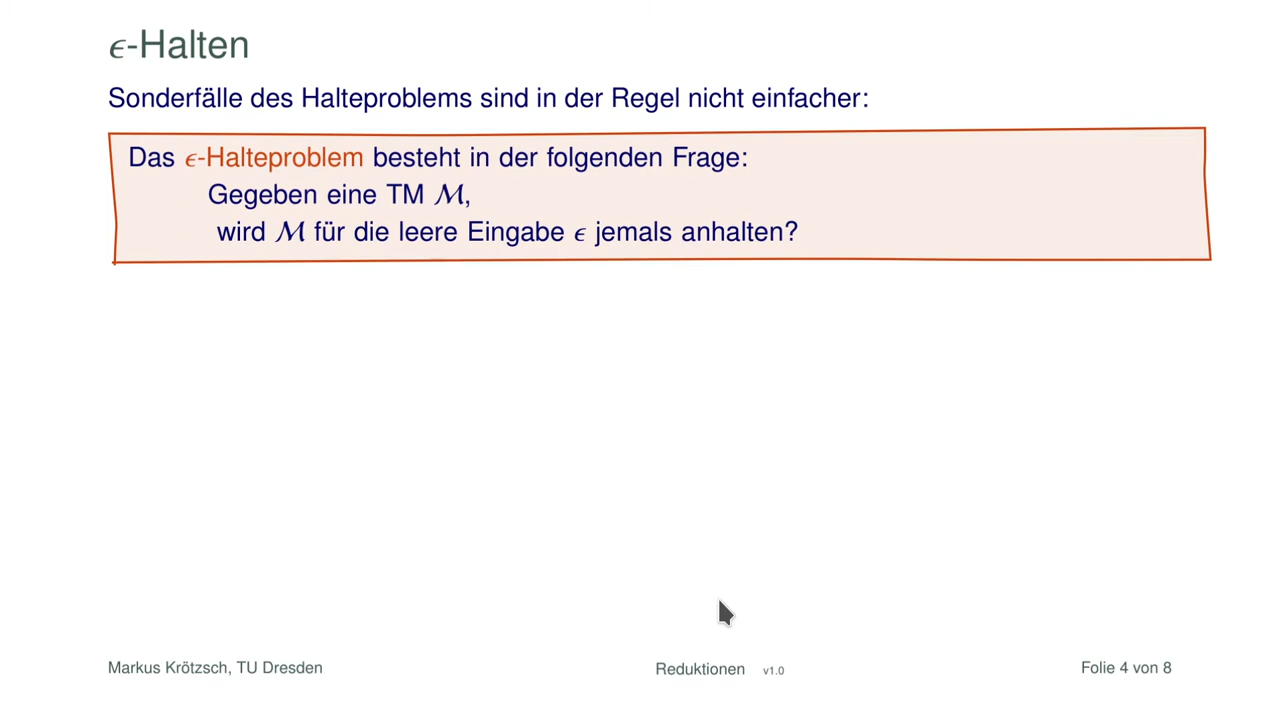 ϵ-Halten
Sonderfälle des Halteproblems sind in der Regel nicht einfacher:
Das ϵ-Halteproblem besteht in der folgenden Frage:
Gegeben eine TM ℳ,
wird ℳ für die leere Eingabe ϵ jemals anhalten?
Markus Krötzsch, TU Dresden
Reduktionen v1.0
Folie 4 von 8